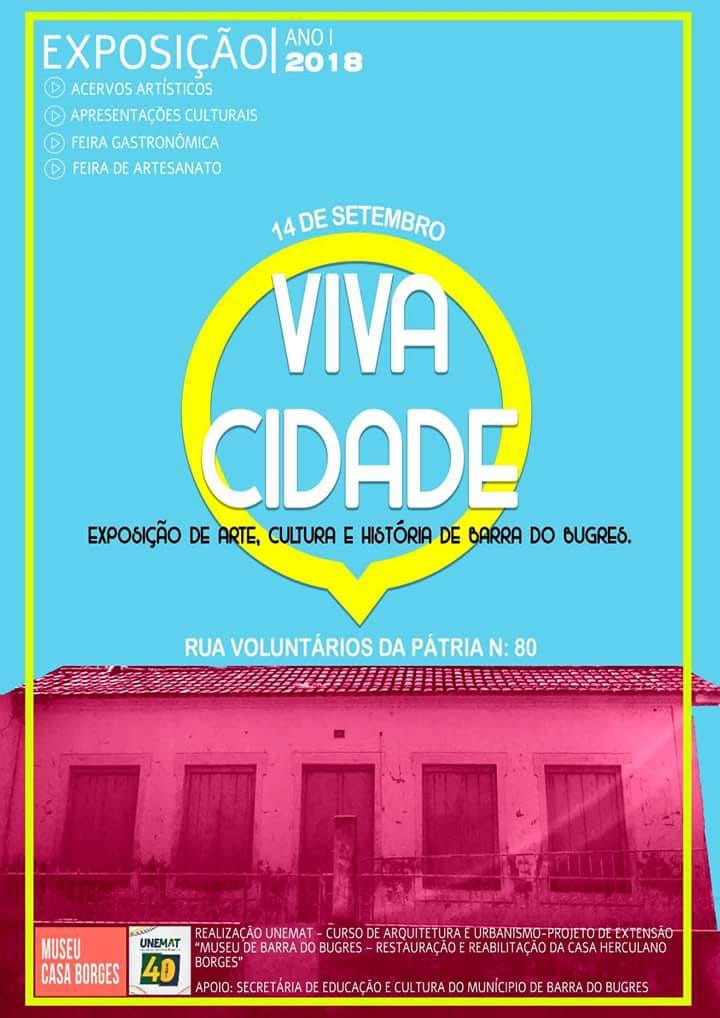 EXPOSIÇÃO| ANO I
2018
ACERVOS ARTÍSTICOS
APRESENTAÇÕES CULTURAIS
FEIRA GASTRONÔMICA
FEIRA DE ARTESANATO
14 DE SETEMBRO
VIVA
CIDADE
EXPOSIÇÃO DE ARTE, CULTURA E HISTÓRIA DE BARRA DO BUGRES.
RUA VOLUNTÁRIOS DA PÁTRIA N: 80
MUSEU
CASA BORGES
UNEMAT
40
REALIZAÇÃO UNEMAT - CURSO DE ARQUITETURA E URBANISMO-PROJETO DE EXTENSÃO
"MUSEU DE BARRA DO BUGRES - RESTAURAÇÃO E REABILITAÇÃO DA CASA HERCULANO
BORGES"
APOIO: SECRETÁRIA DE EDUCAÇÃO E CULTURA DO MUNÍCIPIO DE BARRA DO BUGRES